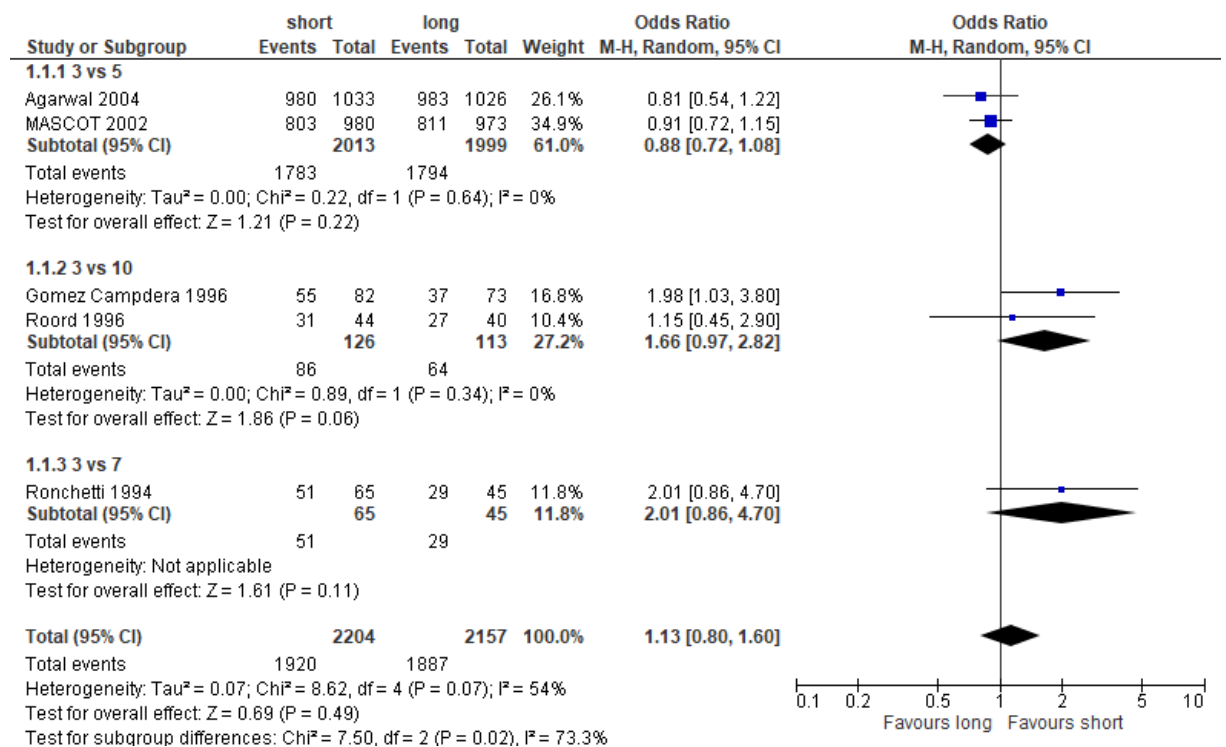 short long Odds Ratio Odds Ratio
Study or Subgroup Events Total Events Total Weight M-H, Random, 95% CI M-H, Random, 95% CI
1.1.1 3 vs 5
Agarwal 2004 980 1033 983 1026 26.1% 0.81 [0.54, 1.22]
MASCOT 2002 803 980 811 973 34.9% 0.91 [0.72, 1.15]
Subtotal (95% CI) 2013 1999 61.0% 0.88 [0.72, 1.08]
Total events 1783 1794
Heterogeneity: Tau² = 0.00; Chi² = 0.22, df = 1 (P = 0.64); I² = 0%
Test for overall effect: Z = 1.21 (P = 0.22)
1.1.2 3 vs 10
Gomez Campdera 1996 55 82 37 73 16.8% 1.98 [1.03, 3.80]
Roord 1996 31 44 27 40 10.4% 1.15 [0.45, 2.90]
Subtotal (95% CI) 126 113 27.2% 1.66 [0.97, 2.82]
Total events 86 64
Heterogeneity: Tau² = 0.00; Chi² = 0.89, df = 1 (P = 0.34); I² = 0%
Test for overall effect: Z = 1.86 (P = 0.06)
1.1.3 3 vs 7
Ronchetti 1994 51 65 29 45 11.8% 2.01 [0.86, 4.70]
Subtotal (95% CI) 65 45 11.8% 2.01 [0.86, 4.70]
Total events 51 29
Heterogeneity: Not applicable
Test for overall effect: Z = 1.61 (P = 0.11)
Total (95% CI) 2204 2157 100.0% 1.13 [0.80, 1.60]
Total events 1920 1887
Heterogeneity: Tau² = 0.07; Chi² = 8.62, df = 4 (P = 0.07); I² = 54%
Test for overall effect: Z = 0.69 (P = 0.49)
Test for subgroup differences: Chi² = 7.50, df = 2 (P = 0.02), I² = 73.3%
0.1 0.2 0.5 1 2 5 10
Favours long Favours short